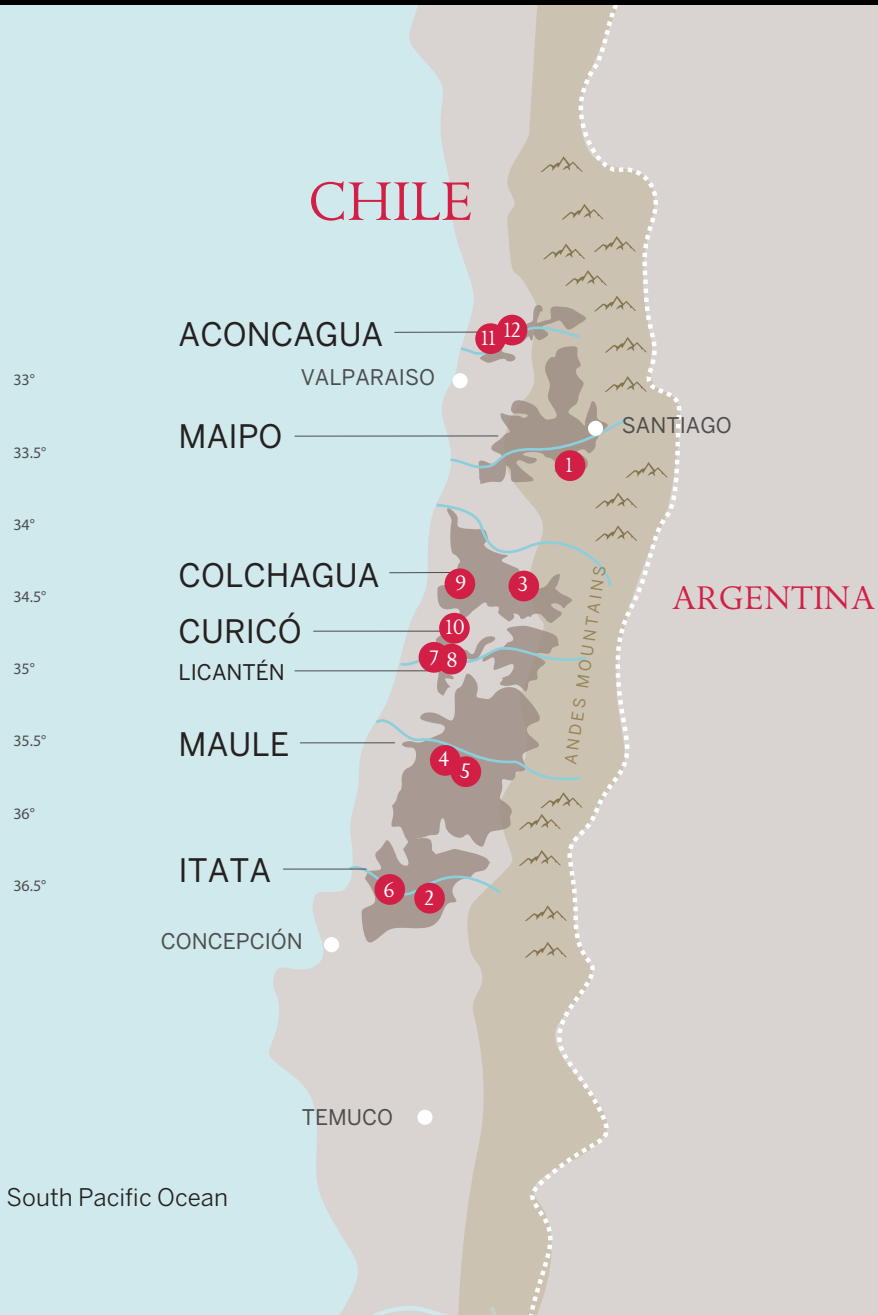 CHILE
ACONCAGUA
11
12
33°
VALPARAISO
MAIPO
SANTIAGO
33.5°
1
34°
COLCHAGUA
9
3
34.5°
ARGENTINA
CURICÓ
10
ANDES MOUNTAINS
7
8
35°
LICANTÉN
35.5°
MAULE
4
5
36°
ITATA
36.5°
6
2
CONCEPCIÓN
TEMUCO
South Pacific Ocean